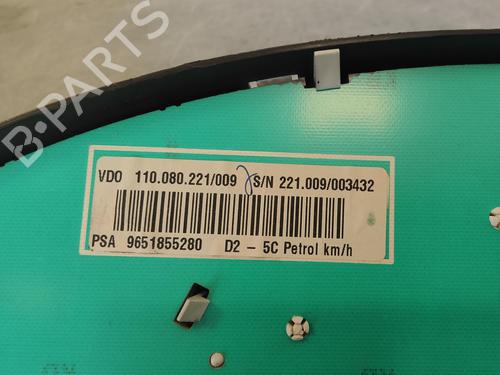 B-PARTS
VDO 110.080.221/009 S/N 221.009/003432
PSA 9651855280 D2 - 5C Petrol km/h